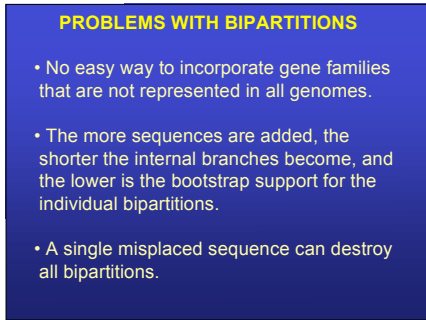 PROBLEMS WITH BIPARTITIONS
• No easy way to incorporate gene families
that are not represented in all genomes.
• The more sequences are added, the
shorter the internal branches become, and
the lower is the bootstrap support for the
individual bipartitions.
• A single misplaced sequence can destroy
all bipartitions.